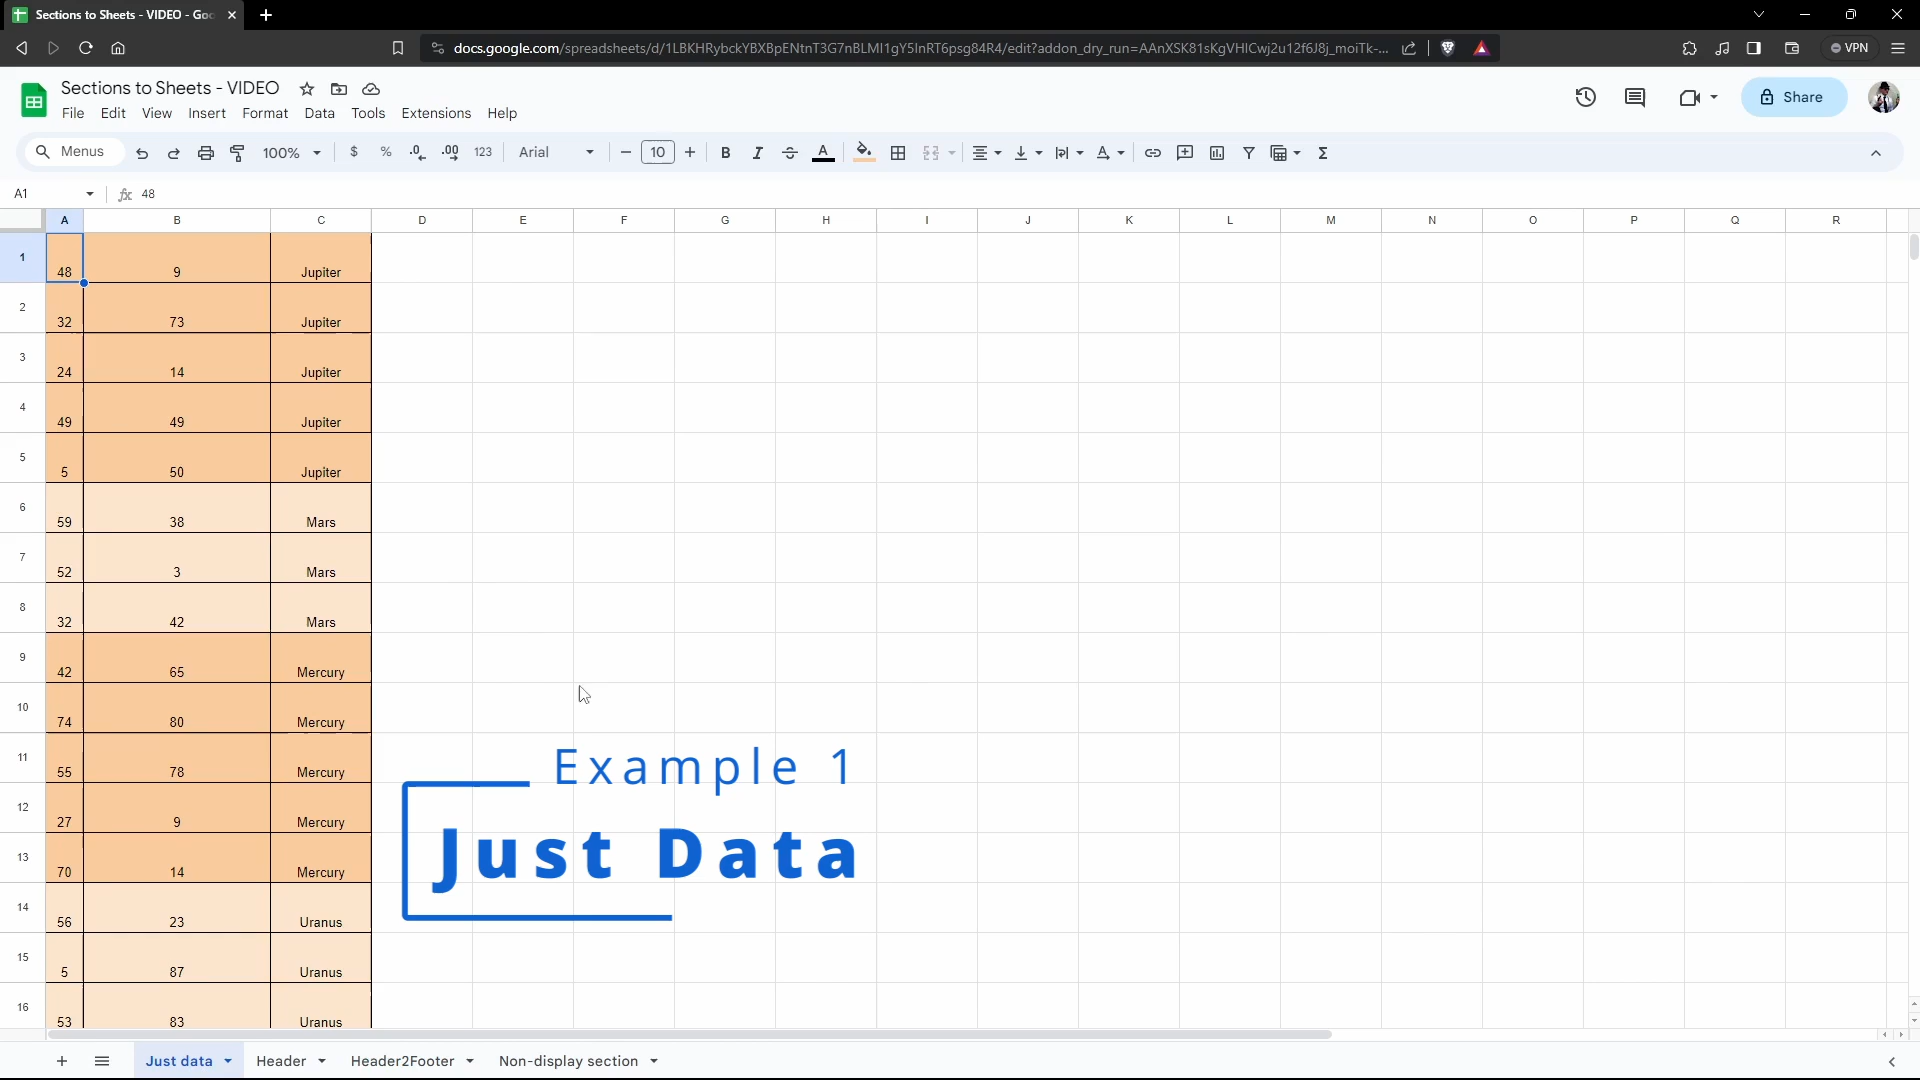 Sections to Sheets - VIDEO - Goo
docs.google.com/spreadsheets/d/1LBKHRybckYBXBpENtnT3G7nBLMI1gY5InRT6psg84R4/edit?addon_dry_run=AAnXSK81sKgVHICwj2u12f6J8j_moiTk-...
VPN
Sections to Sheets - VIDEO
File Edit View Insert Format Data Tools Extensions Help
Share
Menus 100% $ % .0 .00 123 Arial 10 B I A Σ
A1 fx 48
A B C D E F G H I J K L M N O P Q R
1 48 9 Jupiter
2 32 73 Jupiter
3 24 14 Jupiter
4 49 49 Jupiter
5 5 50 Jupiter
6 59 38 Mars
7 52 3 Mars
8 32 42 Mars
9 42 65 Mercury
10 74 80 Mercury
11 55 78 Mercury
12 27 9 Mercury
13 70 14 Mercury
14 56 23 Uranus
15 5 87 Uranus
16 53 83 Uranus
Example 1
Just Data
Just data Header Header2Footer Non-display section